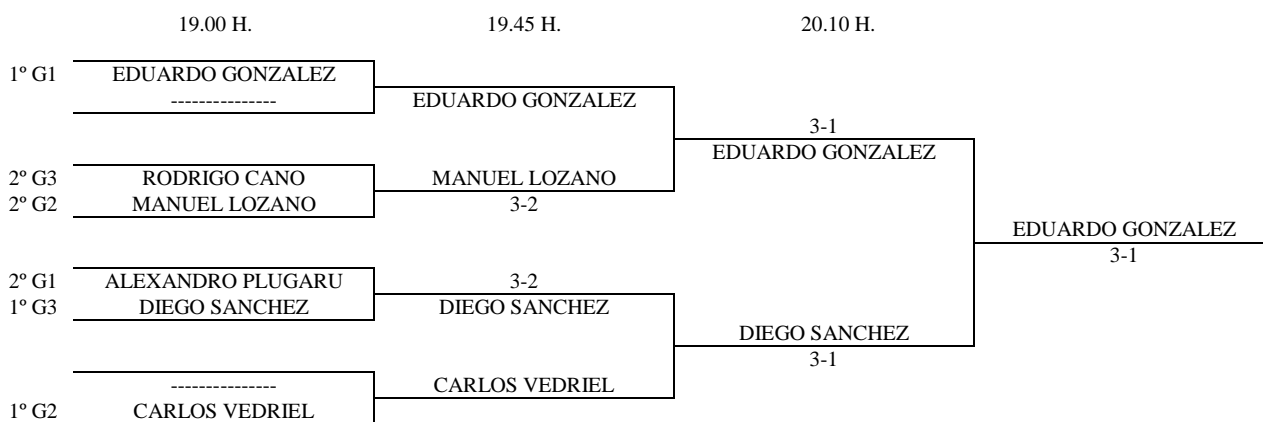 19.00 H. 19.45 H. 20.10 H.
1º G1 EDUARDO GONZALEZ
---------------
EDUARDO GONZALEZ
3-1
EDUARDO GONZALEZ
2º G3 RODRIGO CANO MANUEL LOZANO
2º G2 MANUEL LOZANO 3-2
EDUARDO GONZALEZ
3-1
2º G1 ALEXANDRO PLUGARU 3-2
1º G3 DIEGO SANCHEZ DIEGO SANCHEZ
DIEGO SANCHEZ
3-1
---------------
CARLOS VEDRIEL
1º G2 CARLOS VEDRIEL